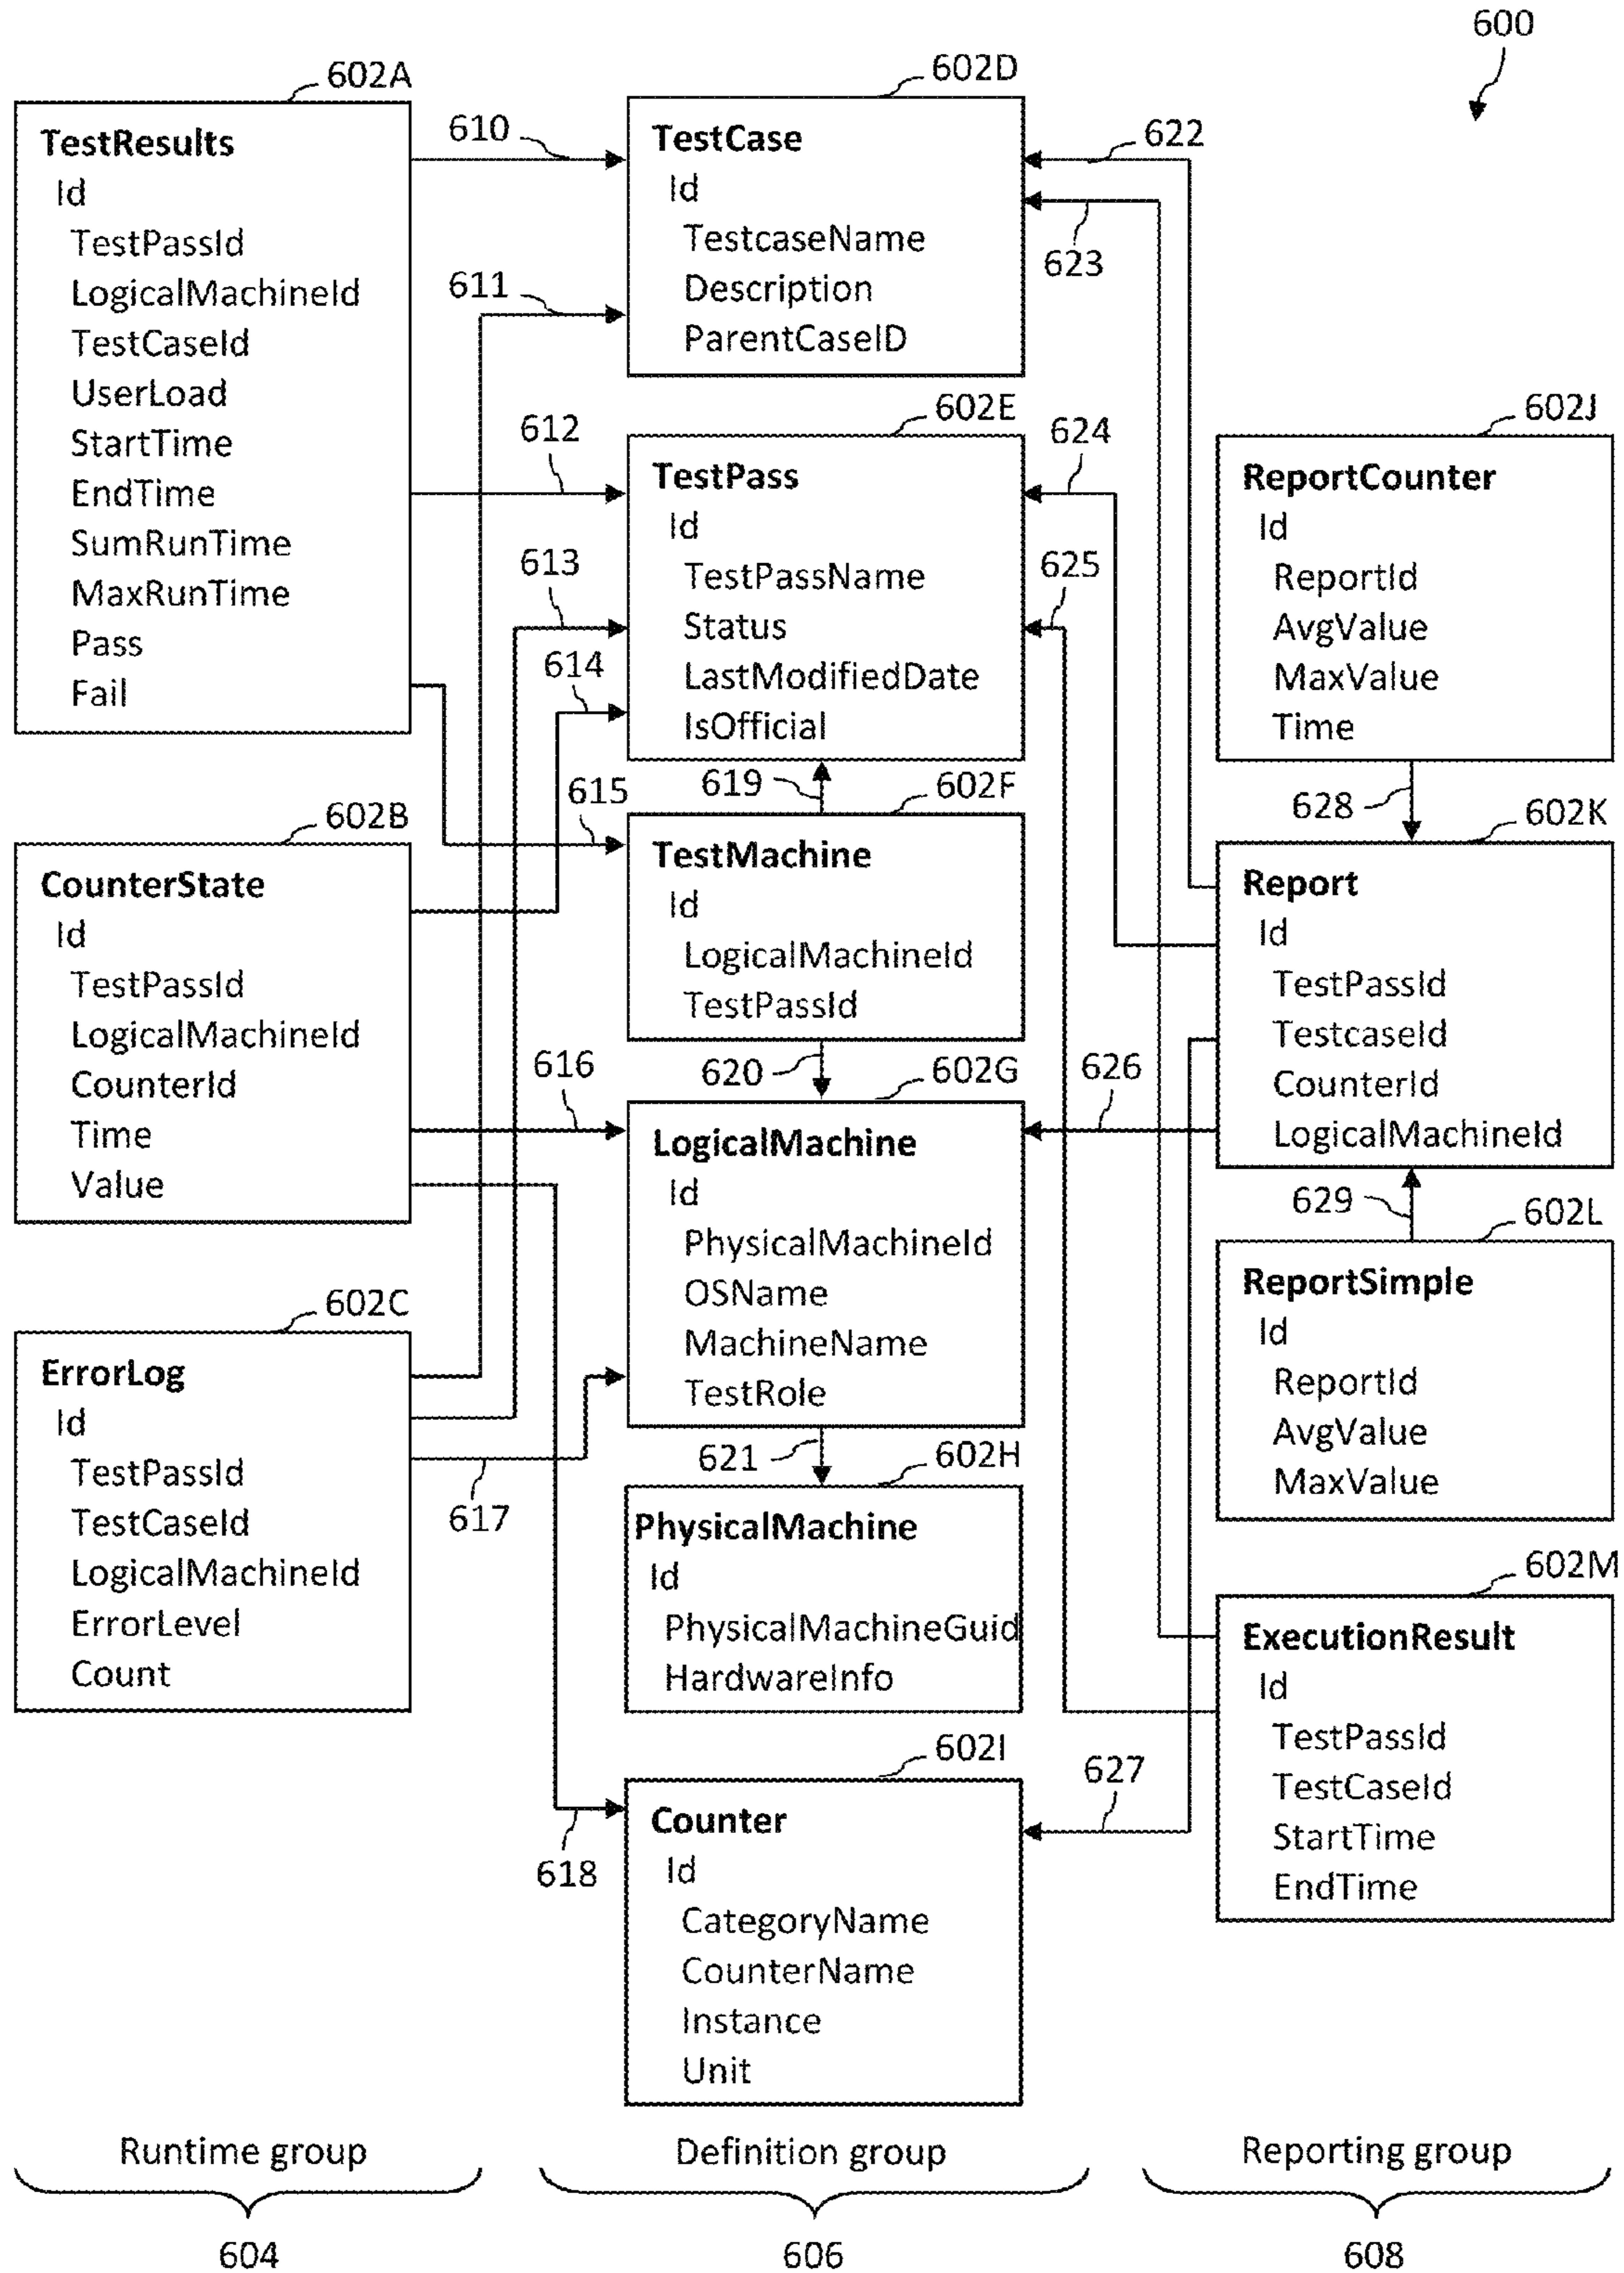 600
602A
TestResults
Id
TestPassId
LogicalMachineId
TestCaseId
UserLoad
StartTime
EndTime
SumRunTime
MaxRunTime
Pass
Fail
602B
CounterState
Id
TestPassId
LogicalMachineId
CounterId
Time
Value
602C
ErrorLog
Id
TestPassId
TestCaseId
LogicalMachineId
ErrorLevel
Count
610
611
612
613
614
615
616
617
618
602D
TestCase
Id
TestcaseName
Description
ParentCaseID
602E
TestPass
Id
TestPassName
Status
LastModifiedDate
IsOfficial
619
602F
TestMachine
Id
LogicalMachineId
TestPassId
620
602G
LogicalMachine
Id
PhysicalMachineId
OSName
MachineName
TestRole
621
602H
PhysicalMachine
Id
PhysicalMachineGuid
HardwareInfo
602I
Counter
Id
CategoryName
CounterName
Instance
Unit
622
623
624
625
626
627
602J
ReportCounter
Id
ReportId
AvgValue
MaxValue
Time
628
602K
Report
Id
TestPassId
TestcaseId
CounterId
LogicalMachineId
629
602L
ReportSimple
Id
ReportId
AvgValue
MaxValue
602M
ExecutionResult
Id
TestPassId
TestCaseId
StartTime
EndTime
Runtime group
604
Definition group
606
Reporting group
608